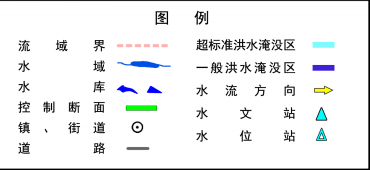 图 例
流域界
水域
水库
控制断面
镇、街道
道路
超标准洪水淹没区
一般洪水淹没区
水流方向
水文站
水位站